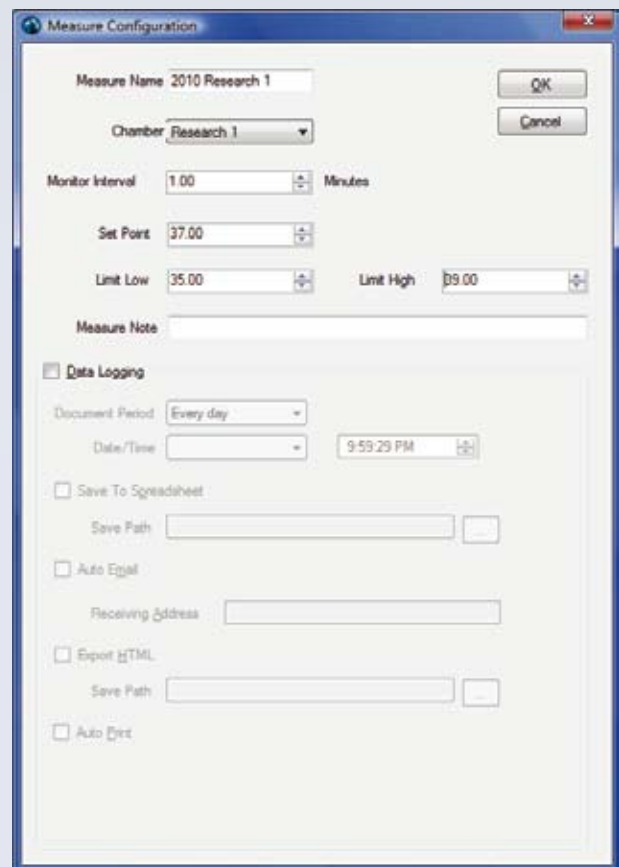 Measure Configuration
Measure Name 2010 Research 1
OK
Chamber Research 1
Cancel
Monitor Interval 1.00 Minutes
Set Point 37.00
Limit Low 35.00 Limit High 39.00
Measure Note
Data Logging
Document Period Every day
Date/Time 9:59:29 PM
Save To Spreadsheet
Save Path ...
Auto Email
Receiving Address
Export HTML
Save Path ...
Auto Print